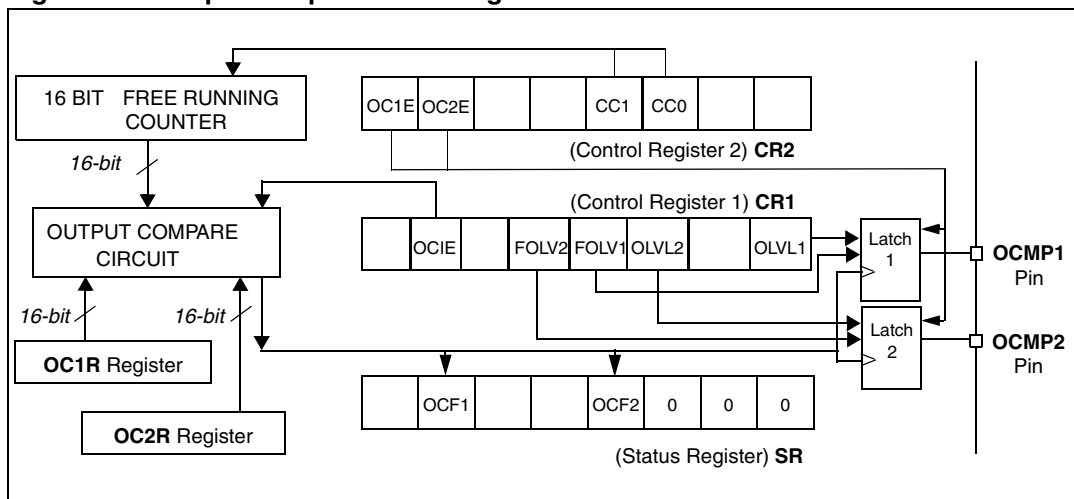 16 BIT FREE RUNNING
COUNTER
16-bit
OC1E OC2E CC1 CC0
(Control Register 2) CR2
(Control Register 1) CR1
OUTPUT COMPARE
CIRCUIT
OCIE FOLV2 FOLV1 OLVL2 OLVL1
Latch
1
OCMP1
Pin
16-bit 16-bit
Latch
2
OCMP2
Pin
OC1R Register
OCF1 OCF2 0 0 0
OC2R Register
(Status Register) SR